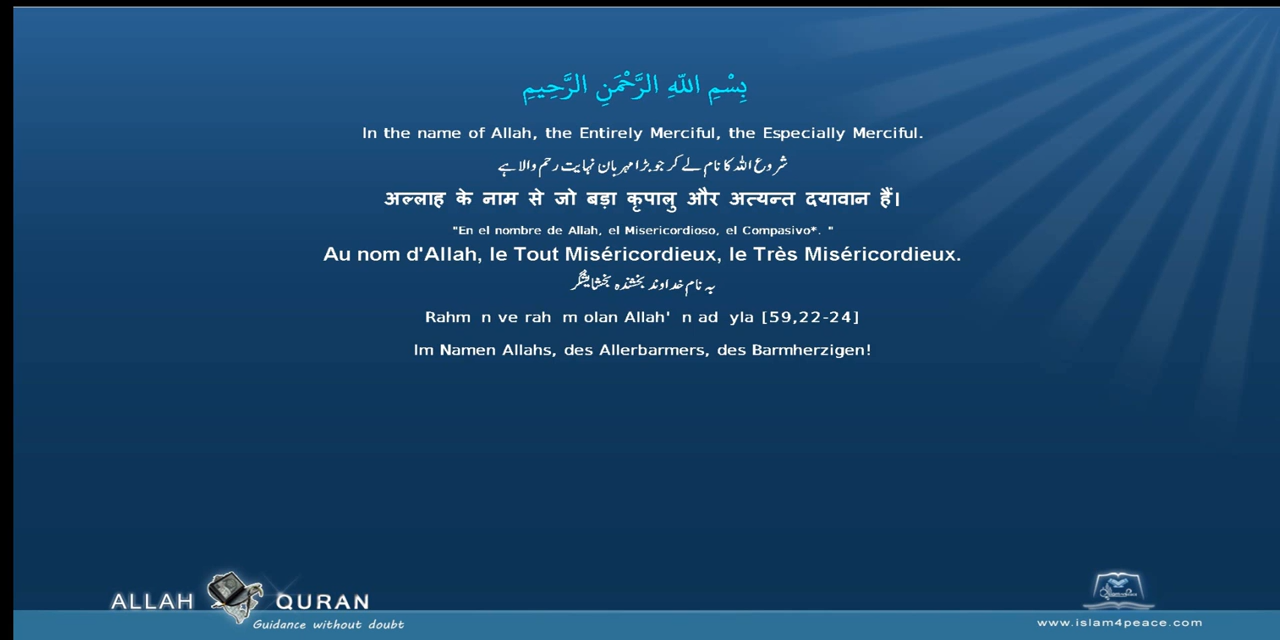 بِسْمِ اللَّهِ الرَّحْمَنِ الرَّحِيمِ
In the name of Allah, the Entirely Merciful, the Especially Merciful.
شروع اللہ کا نام لے کر جو بڑا مہربان نہایت رحم والا ہے
अल्लाह के नाम से जो बड़ा कृपालु और अत्यन्त दयावान हैं।
"En el nombre de Allah, el Misericordioso, el Compasivo*. "
Au nom d'Allah, le Tout Miséricordieux, le Très Miséricordieux.
به نام خداوند بخشنده بخشایشگر
Rahm n ve rah m olan Allah' n ad yla [59,22-24]
Im Namen Allahs, des Allerbarmers, des Barmherzigen!
ALLAH QURAN
Guidance without doubt
www.islam4peace.com